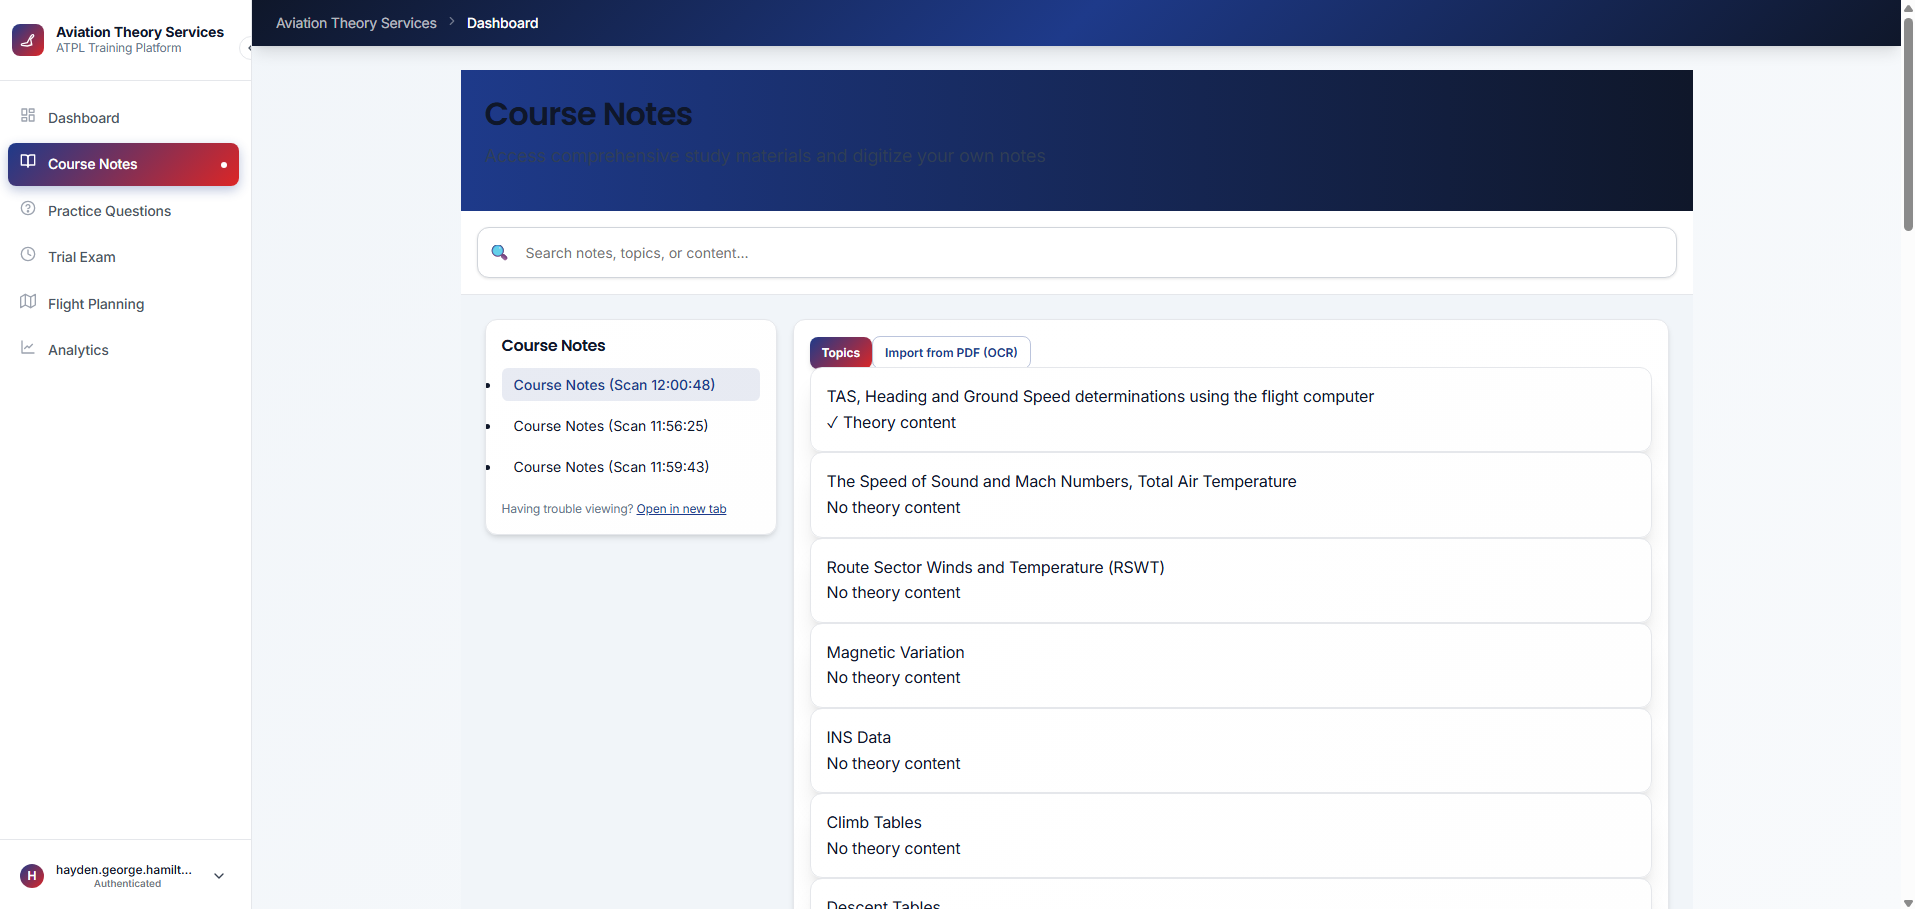 Aviation Theory Services
ATPL Training Platform
Dashboard
Course Notes
Practice Questions
Trial Exam
Flight Planning
Analytics
H
hayden.george.hamilt...
Authenticated
Aviation Theory Services > Dashboard
Course Notes
Access comprehensive study materials and digitize your own notes
Search notes, topics, or content...
Course Notes
Course Notes (Scan 12:00:48)
Course Notes (Scan 11:56:25)
Course Notes (Scan 11:59:43)
Having trouble viewing? Open in new tab
Topics
Import from PDF (OCR)
TAS, Heading and Ground Speed determinations using the flight computer
✓ Theory content
The Speed of Sound and Mach Numbers, Total Air Temperature
No theory content
Route Sector Winds and Temperature (RSWT)
No theory content
Magnetic Variation
No theory content
INS Data
No theory content
Climb Tables
No theory content
Descent Tables